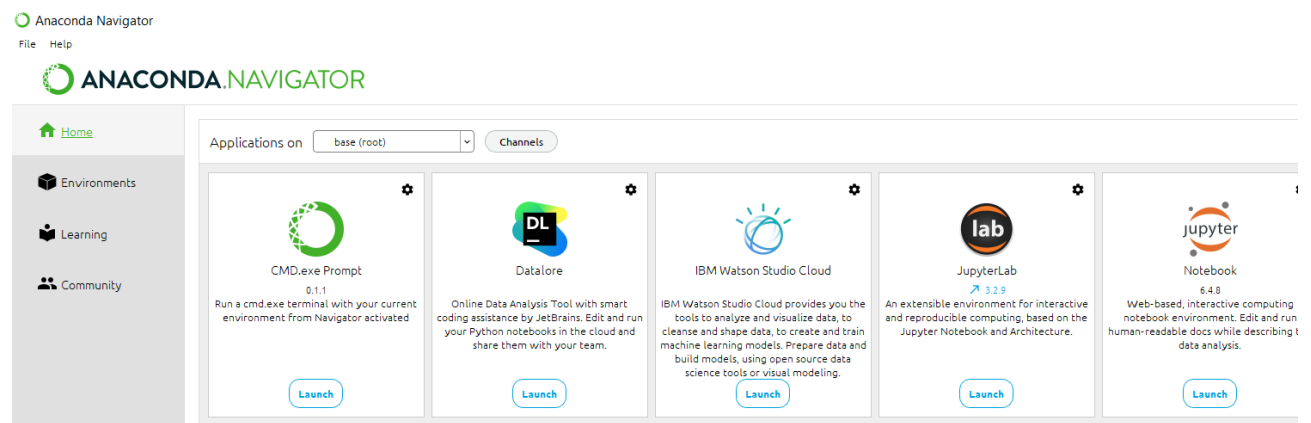 Anaconda Navigator
File Help
ANACONDA.NAVIGATOR
Home
Environments
Learning
Community
Applications on base (root) Channels
CMD.exe Prompt
0.1.1
Run a cmd.exe terminal with your current
environment from Navigator activated
Launch
DL
Datalore
Online Data Analysis Tool with smart
coding assistance by JetBrains. Edit and run
your Python notebooks in the cloud and
share them with your team.
Launch
IBM Watson Studio Cloud
IBM Watson Studio Cloud provides you the
tools to analyze and visualize data, to
cleanse and shape data, to create and train
machine learning models. Prepare data and
build models, using open source data
science tools or visual modeling.
Launch
lab
JupyterLab
3.2.9
An extensible environment for interactive
and reproducible computing, based on the
Jupyter Notebook and Architecture.
Launch
jupyter
Notebook
6.4.8
Web-based, interactive computing
notebook environment. Edit and run
human-readable docs while describing
data analysis.
Launch